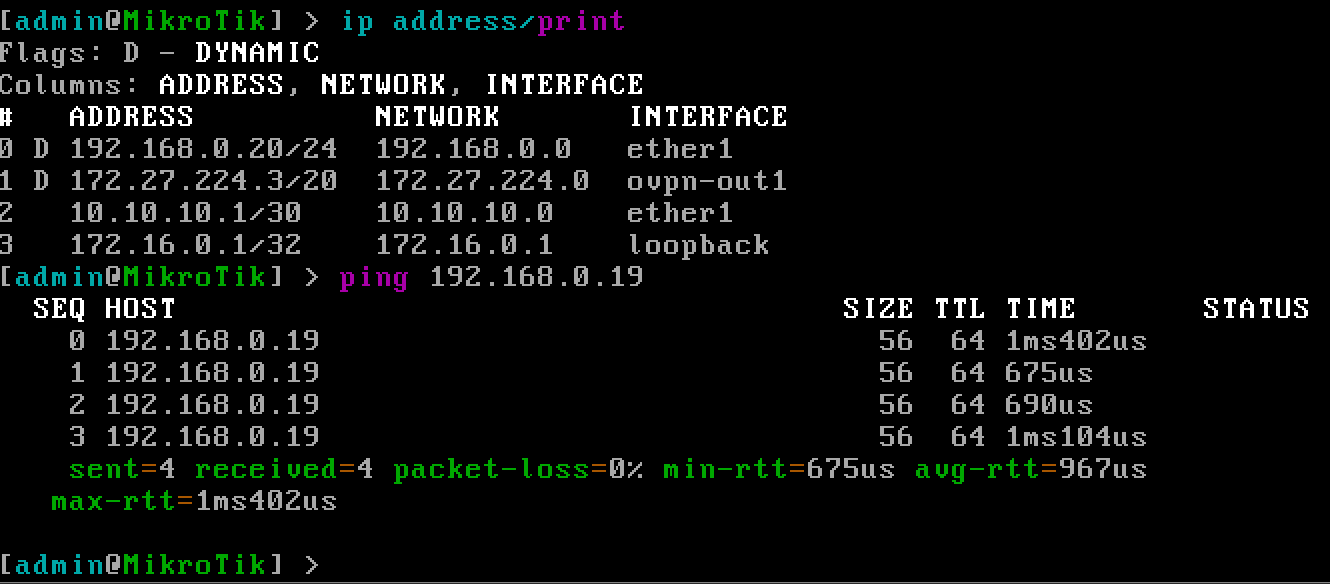 [admin@MikroTik] > ip address/print
Flags: D - DYNAMIC
Columns: ADDRESS, NETWORK, INTERFACE
#   ADDRESS          NETWORK       INTERFACE
0 D 192.168.0.20/24  192.168.0.0   ether1
1 D 172.27.224.3/20  172.27.224.0  ovpn-out1
2   10.10.10.1/30    10.10.10.0    ether1
3   172.16.0.1/32    172.16.0.1    loopback
[admin@MikroTik] > ping 192.168.0.19
  SEQ HOST                                     SIZE TTL TIME       STATUS
    0 192.168.0.19                               56  64 1ms402us
    1 192.168.0.19                               56  64 675us
    2 192.168.0.19                               56  64 690us
    3 192.168.0.19                               56  64 1ms104us
    sent=4 received=4 packet-loss=0% min-rtt=675us avg-rtt=967us
   max-rtt=1ms402us
[admin@MikroTik] >